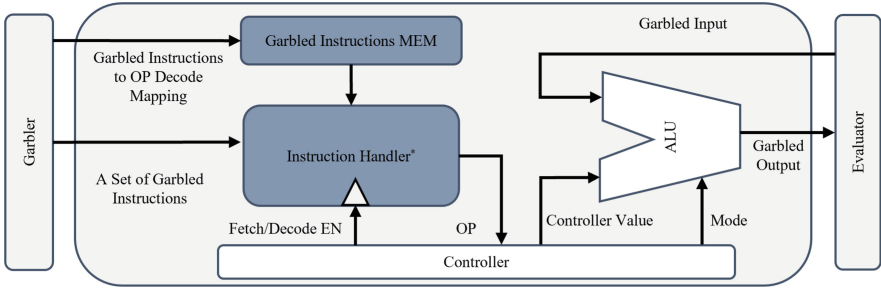 Garbler
Garbled Instructions
to OP Decode
Mapping
Garbled Instructions MEM
A Set of Garbled
Instructions
Instruction Handler*
Fetch/Decode EN
OP
Controller
Controller Value
Mode
Garbled Input
ALU
Garbled
Output
Evaluator